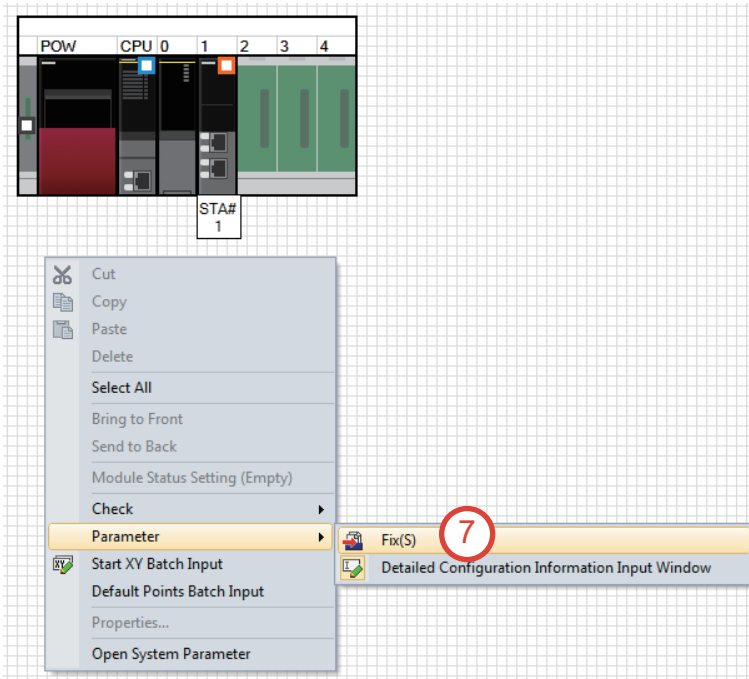 POW CPU 0 1 2 3 4
STA#
1
Cut
Copy
Paste
Delete
Select All
Bring to Front
Send to Back
Module Status Setting (Empty)
Check
Parameter
Fix(S) 7
XY Start XY Batch Input
Detailed Configuration Information Input Window
Default Points Batch Input
Properties...
Open System Parameter